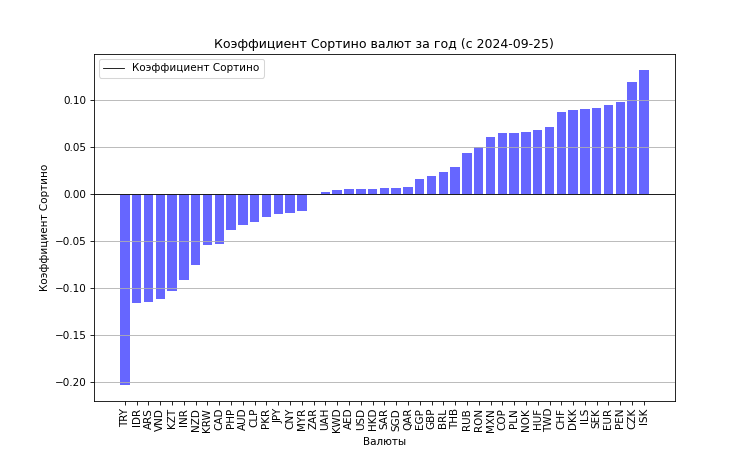 Коэффициент Сортино валют за год (с 2024-09-25)
Коэффициент Сортино
0.10
0.05
0.00
−0.05
−0.10
−0.15
−0.20
Коэффициент Сортино
TRY IDR ARS VND KZT INR NZD KRW CAD PHP AUD CLP PKR JPY CNY MYR ZAR UAH KWD AED USD HKD SAR SGD QAR EGP GBP BRL THB RUB RON MXN COP PLN NOK HUF TWD CHF DKK ILS SEK EUR PEN CZK ISK
Валюты